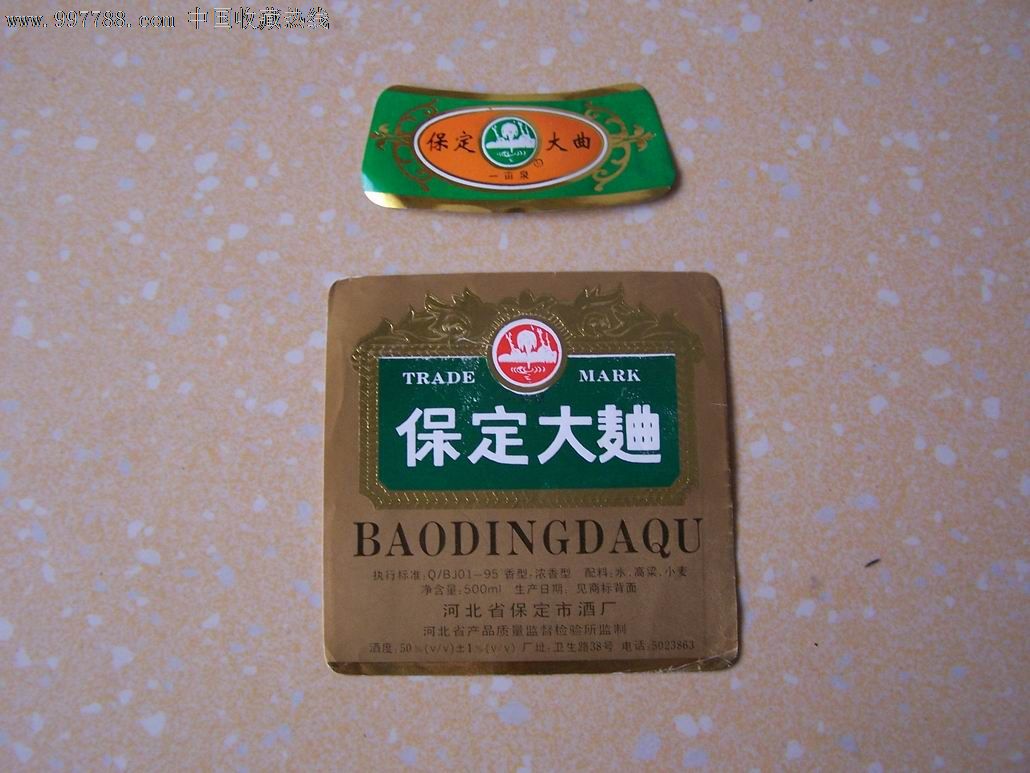 www.997788.com 中国收藏热线
保定 大曲
一亩泉
TRADE MARK
保定大麯
BAODINGDAQU
执行标准:Q/BJ01-95 香型:浓香型 配料:水、高粱、小麦
净含量:500ml 生产日期:见商标背面
河北省保定市酒厂
河北省产品质量监督检验所监制
酒度:50%(v/v)±1%(v/v) 厂址:卫生路38号 电话:5023863